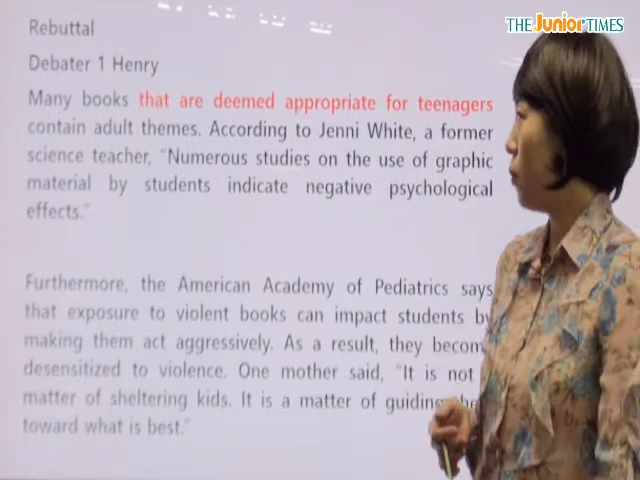 THE Junior TIMES
Rebuttal
Debater 1 Henry
Many books that are deemed appropriate for teenagers
contain adult themes. According to Jenni White, a former
science teacher, "Numerous studies on the use of graphic
material by students indicate negative psychological
effects."
Furthermore, the American Academy of Pediatrics says
that exposure to violent books can impact students by
making them act aggressively. As a result, they become
desensitized to violence. One mother said, "It is not
matter of sheltering kids. It is a matter of guiding
toward what is best."